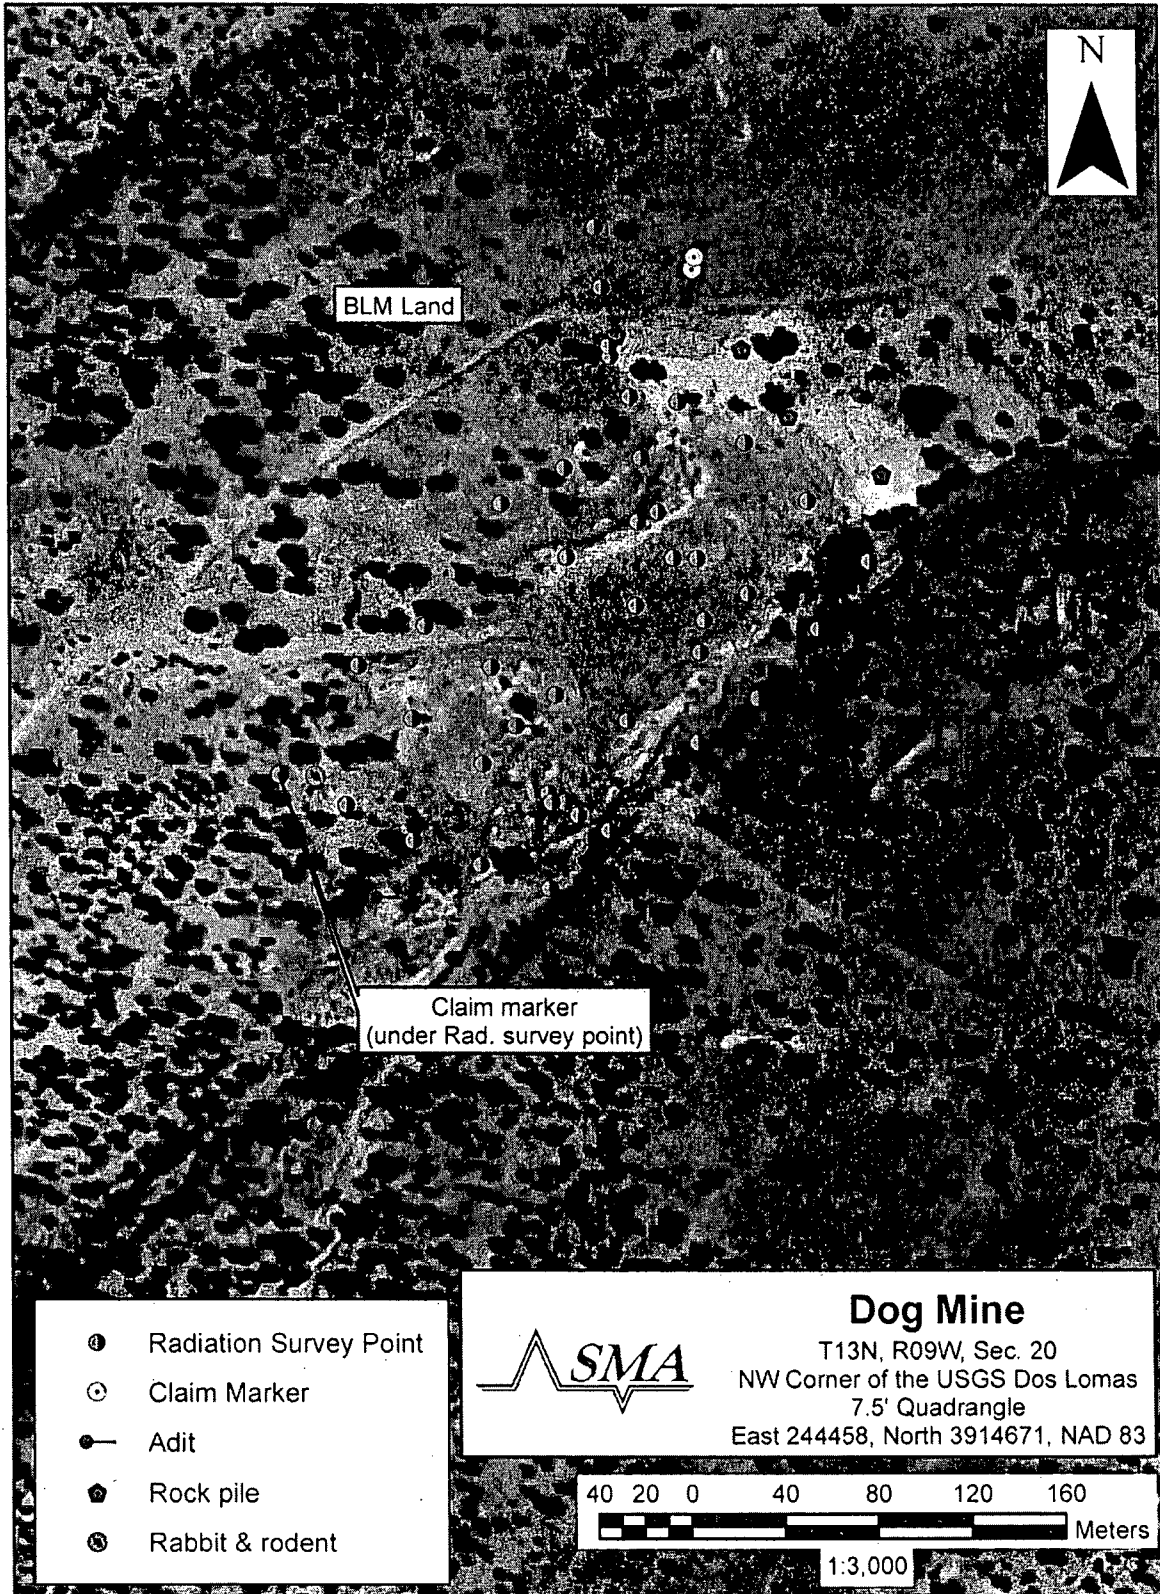 N
BLM Land
Claim marker
(under Rad. survey point)
Radiation Survey Point
Claim Marker
Adit
Rock pile
Rabbit & rodent
SMA
Dog Mine
T13N, R09W, Sec. 20
NW Corner of the USGS Dos Lomas
7.5' Quadrangle
East 244458, North 3914671, NAD 83
40 20 0 40 80 120 160
Meters
1:3,000